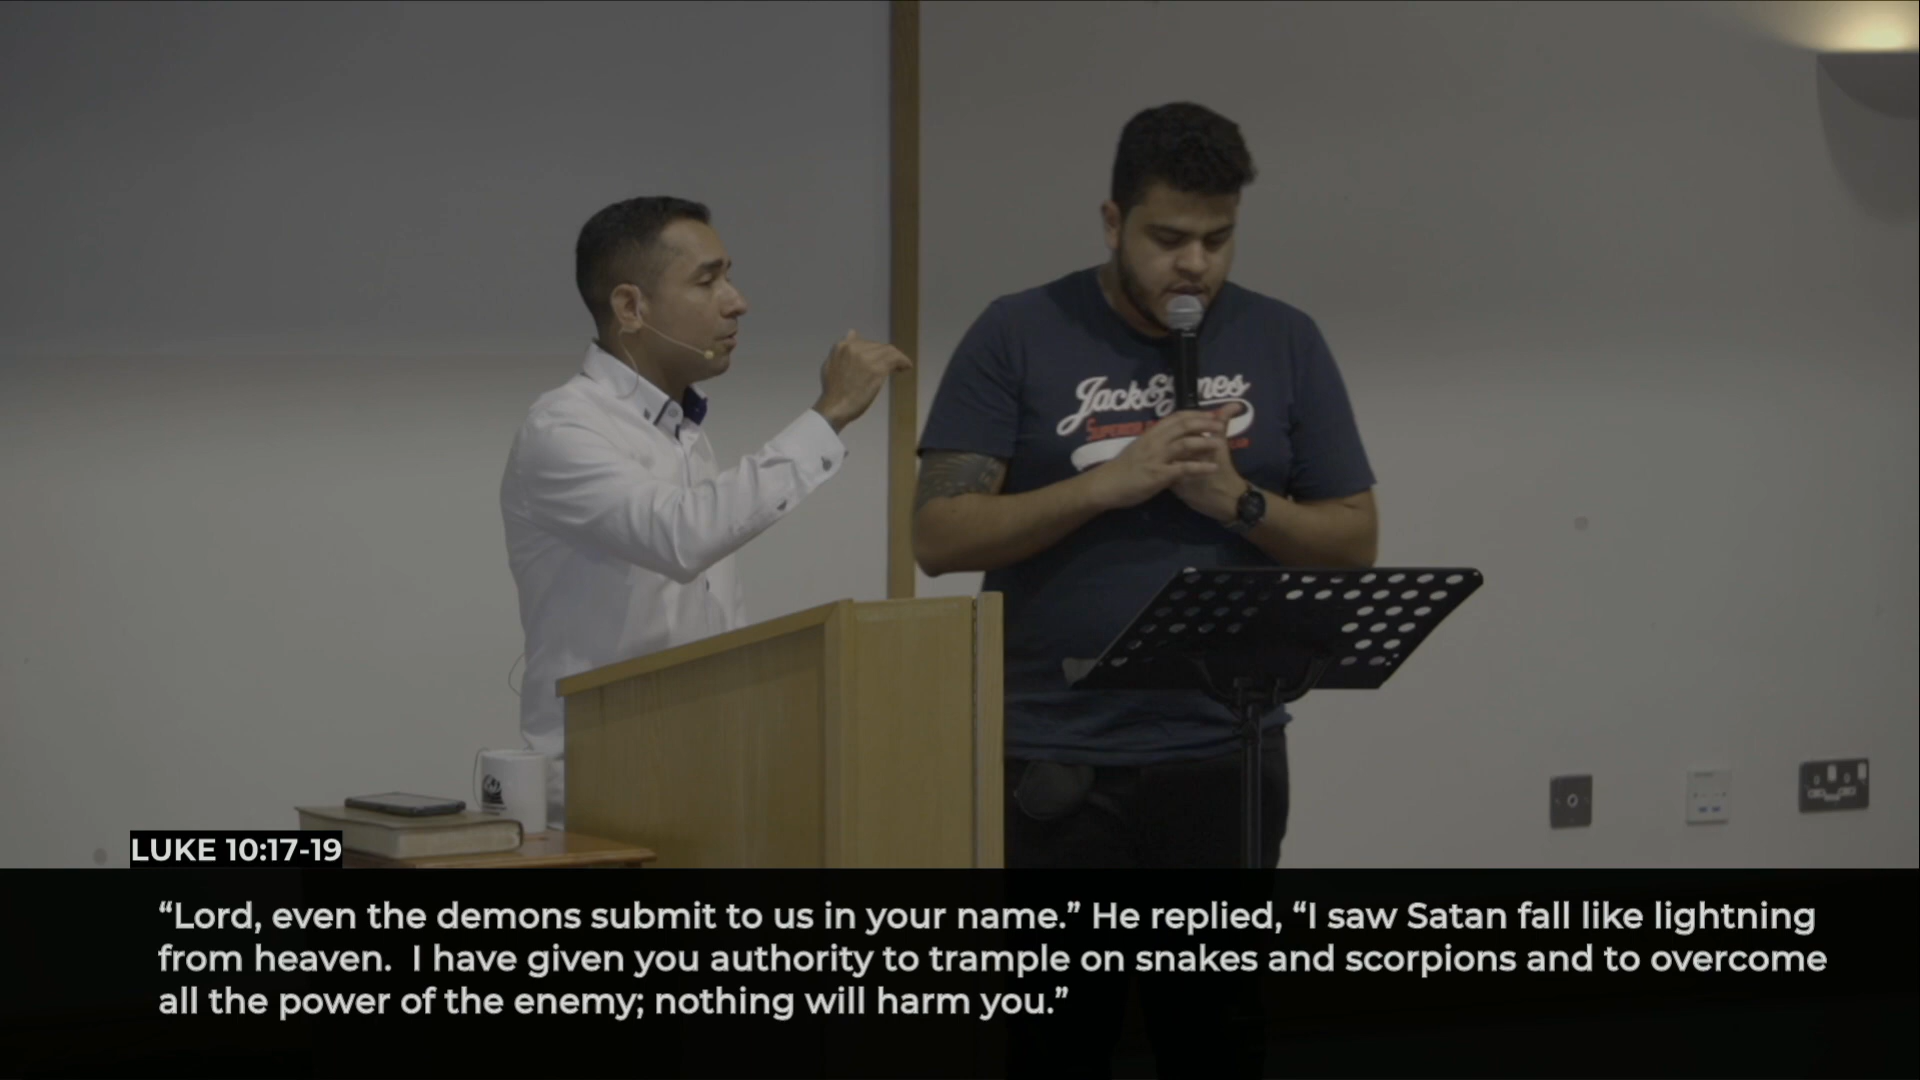 Jack&Jones
LUKE 10:17-19
“Lord, even the demons submit to us in your name.” He replied, “I saw Satan fall like lightning
from heaven.  I have given you authority to trample on snakes and scorpions and to overcome
all the power of the enemy; nothing will harm you.”